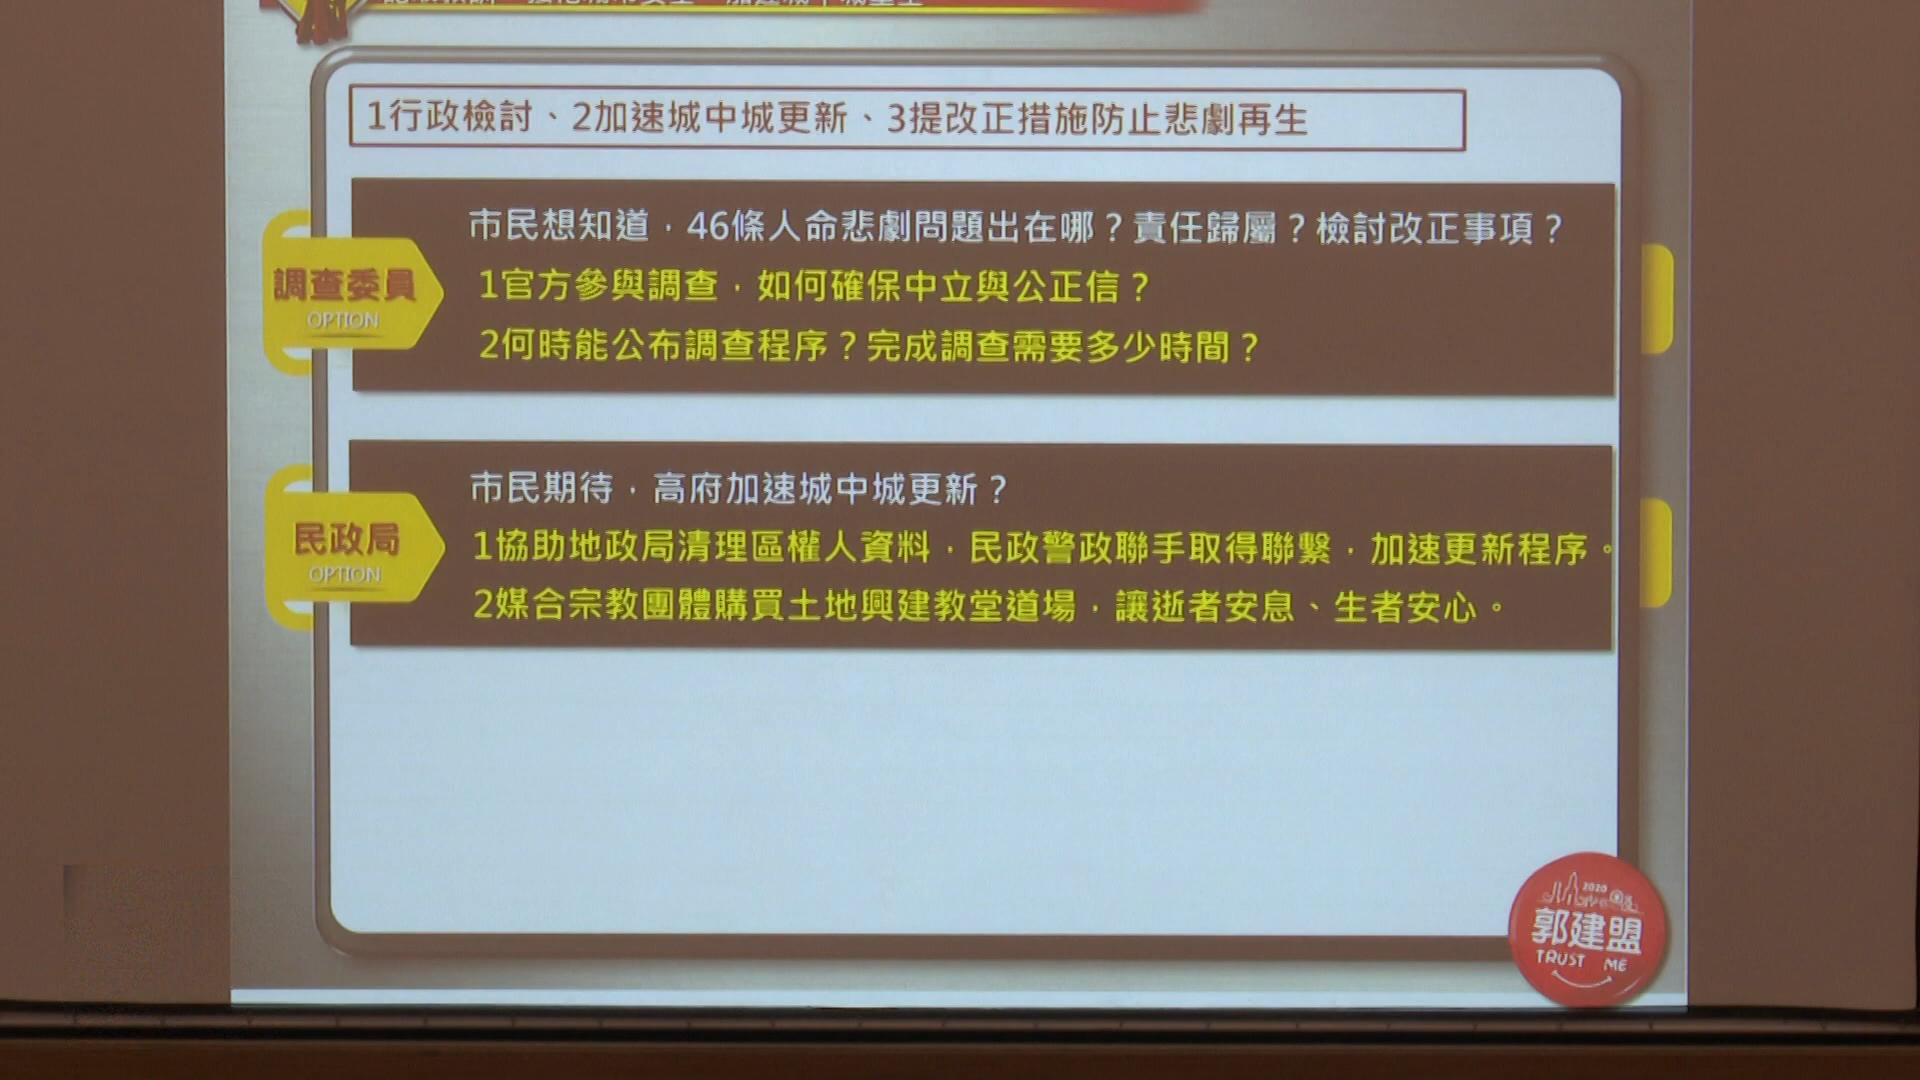 1行政檢討、2加速城中城更新、3提改正措施防止悲劇再生
市民想知道，46條人命悲劇問題出在哪？責任歸屬？檢討改正事項？
調查委員
OPTION
1官方參與調查，如何確保中立與公正信？
2何時能公布調查程序？完成調查需要多少時間？
市民期待，高府加速城中城更新？
民政局
OPTION
1協助地政局清理區權人資料，民政警政聯手取得聯繫，加速更新程序。
2媒合宗教團體購買土地興建教堂道場，讓逝者安息、生者安心。
2020
郭建盟
TRUST ME